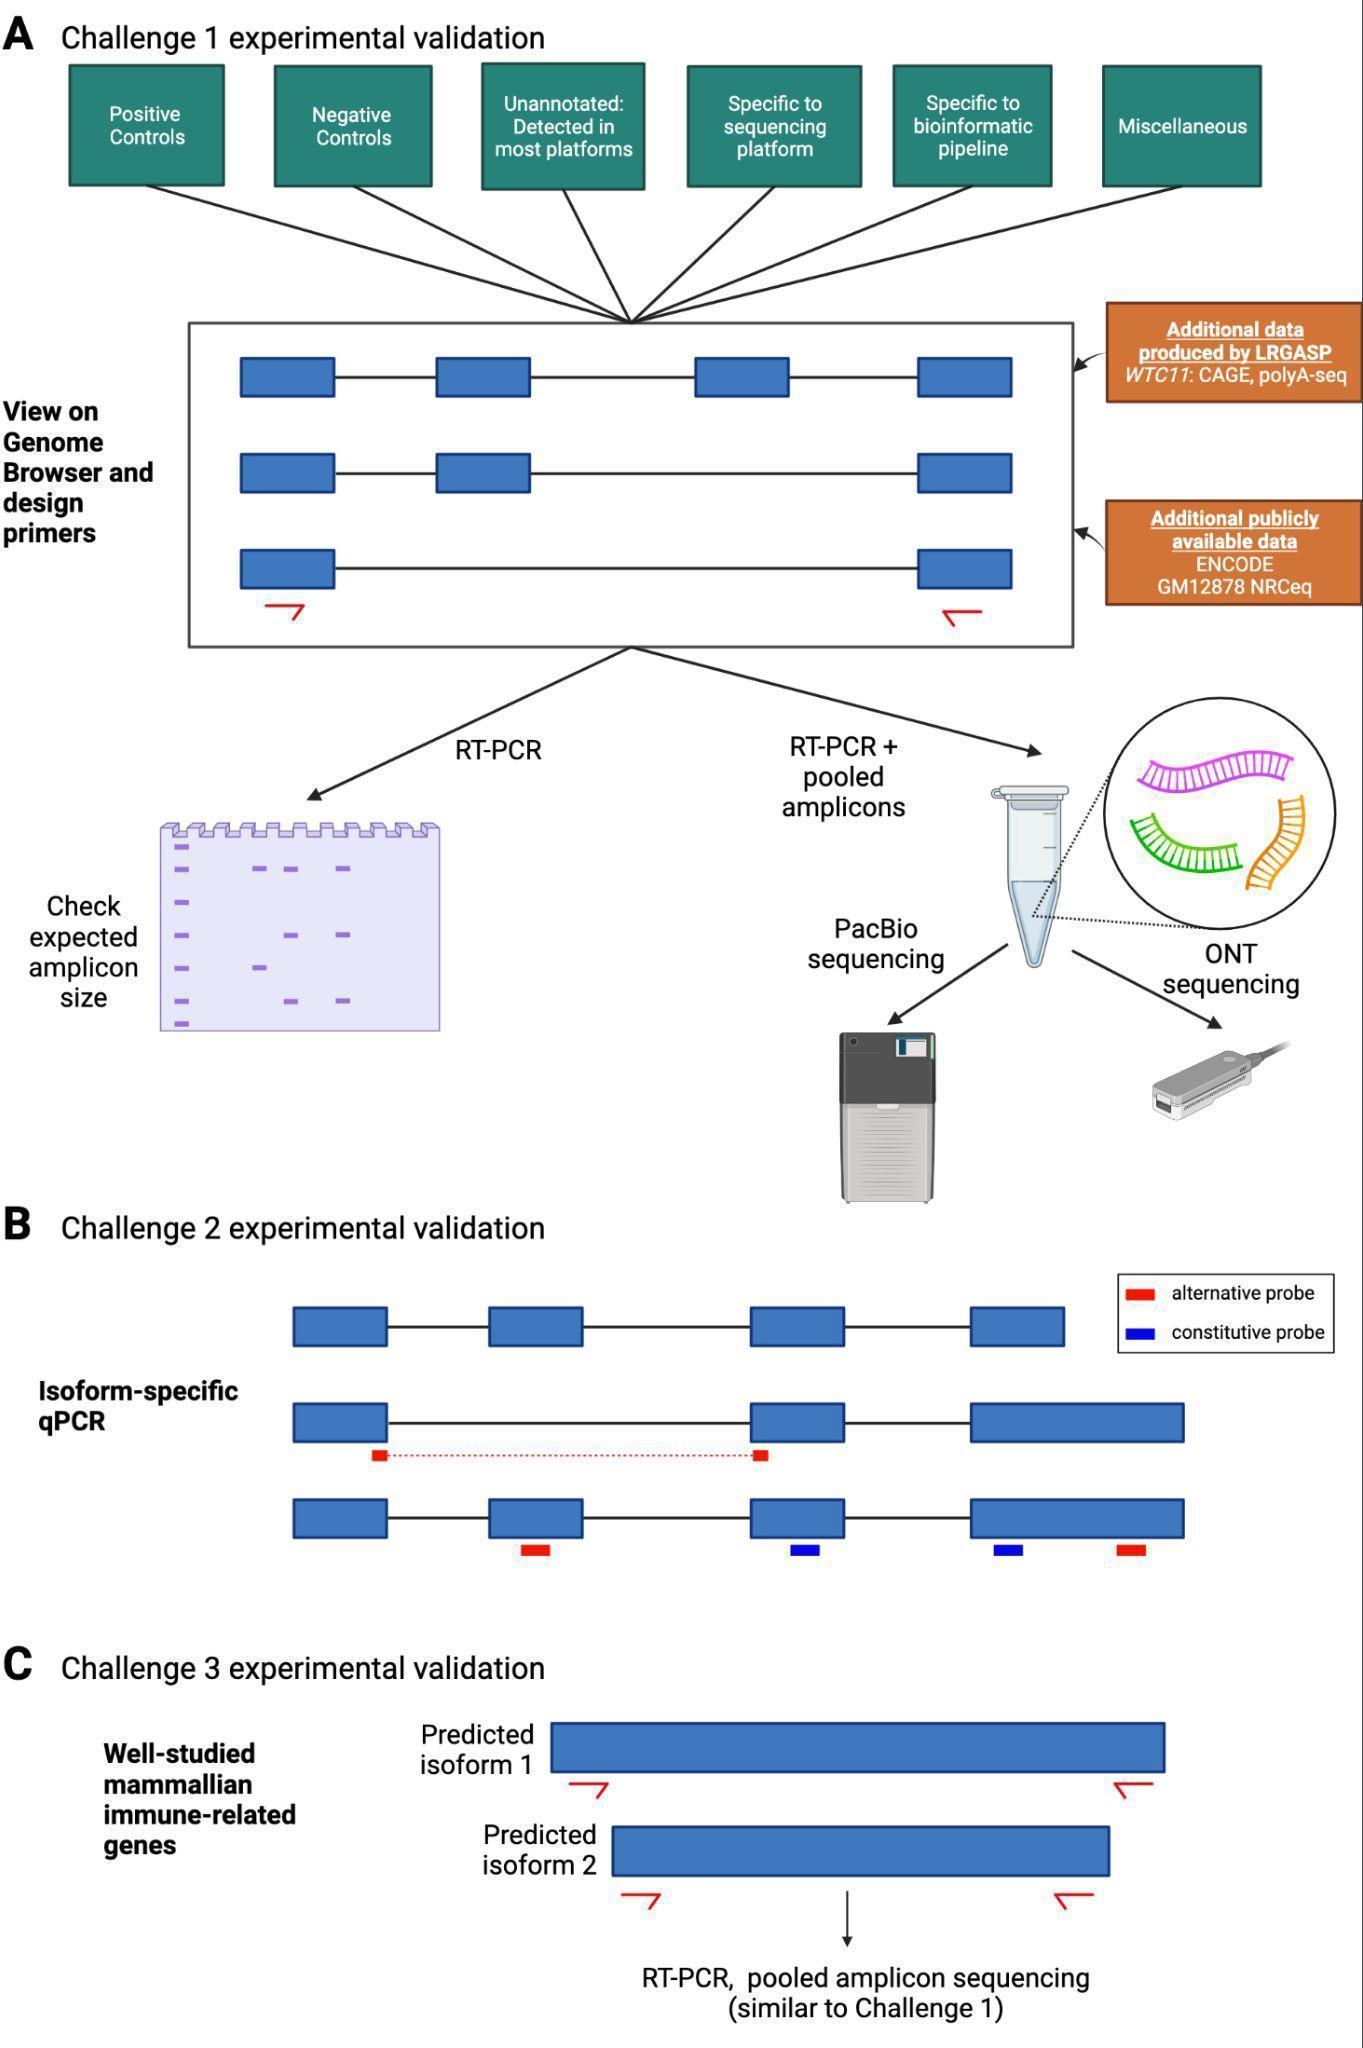 A Challenge 1 experimental validation
Positive
Controls
Negative
Controls
Unannotated:
Detected in
most platforms
Specific to
sequencing
platform
Specific to
bioinformatic
pipeline
Miscellaneous
View on
Genome
Browser and
design
primers
Additional data
produced by LRGASP
WTC11: CAGE, polyA-seq
Additional publicly
available data
ENCODE
GM12878 NRCeq
RT-PCR
RT-PCR +
pooled
amplicons
Check
expected
amplicon
size
PacBio
sequencing
ONT
sequencing
B Challenge 2 experimental validation
alternative probe
constitutive probe
Isoform-specific
qPCR
C Challenge 3 experimental validation
Well-studied
mammallian
immune-related
genes
Predicted
isoform 1
Predicted
isoform 2
RT-PCR, pooled amplicon sequencing
(similar to Challenge 1)